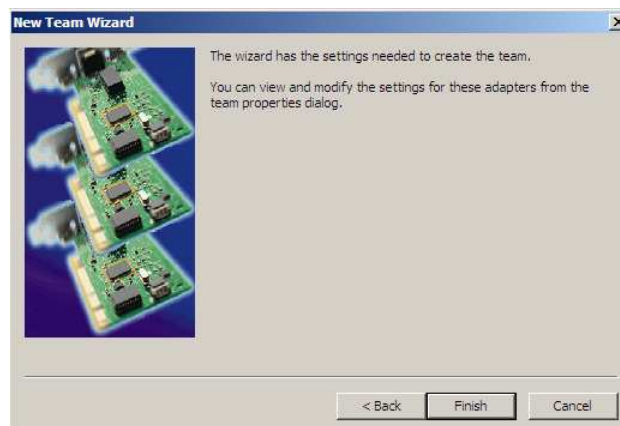 New Team Wizard
The wizard has the settings needed to create the team.
You can view and modify the settings for these adapters from the
team properties dialog.
< Back
Finish
Cancel